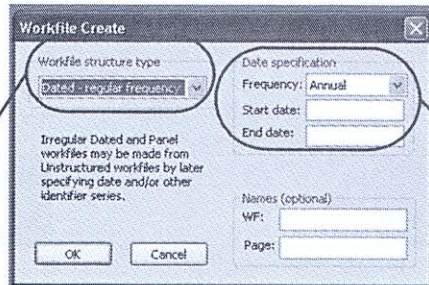 Workfile Create
Workfile structure type
Dated - regular frequency
Irregular Dated and Panel
workfiles may be made from
Unstructured workfiles by later
specifying date and/or other
identifier series.
OK
Cancel
Date specification
Frequency:
Annual
Start date:
End date:
Names (optional)
WF:
Page: